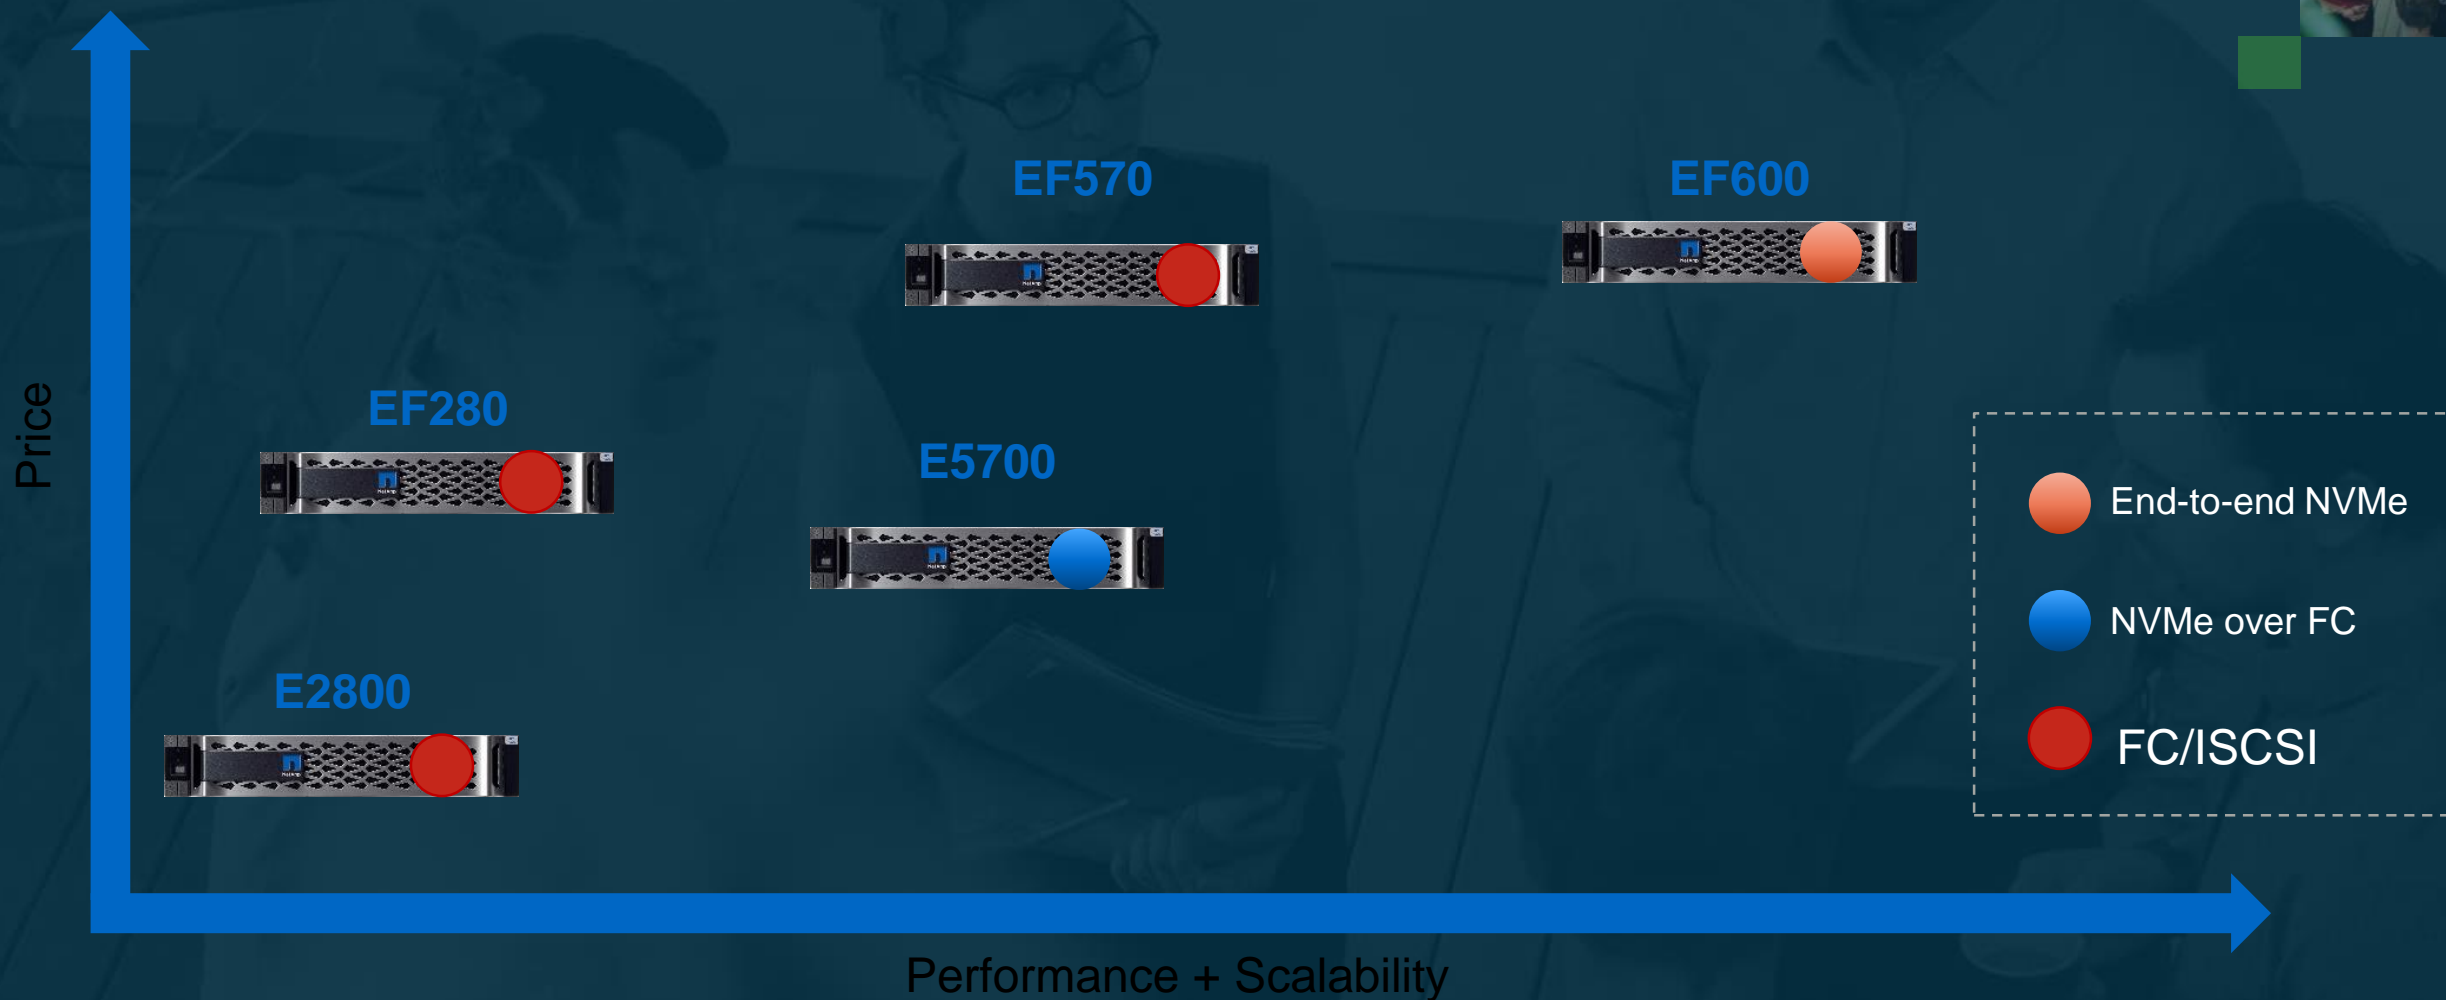 EF570
EF600
EF280
E5700
E2800
Price
Performance + Scalability
End-to-end NVMe
NVMe over FC
FC/ISCSI